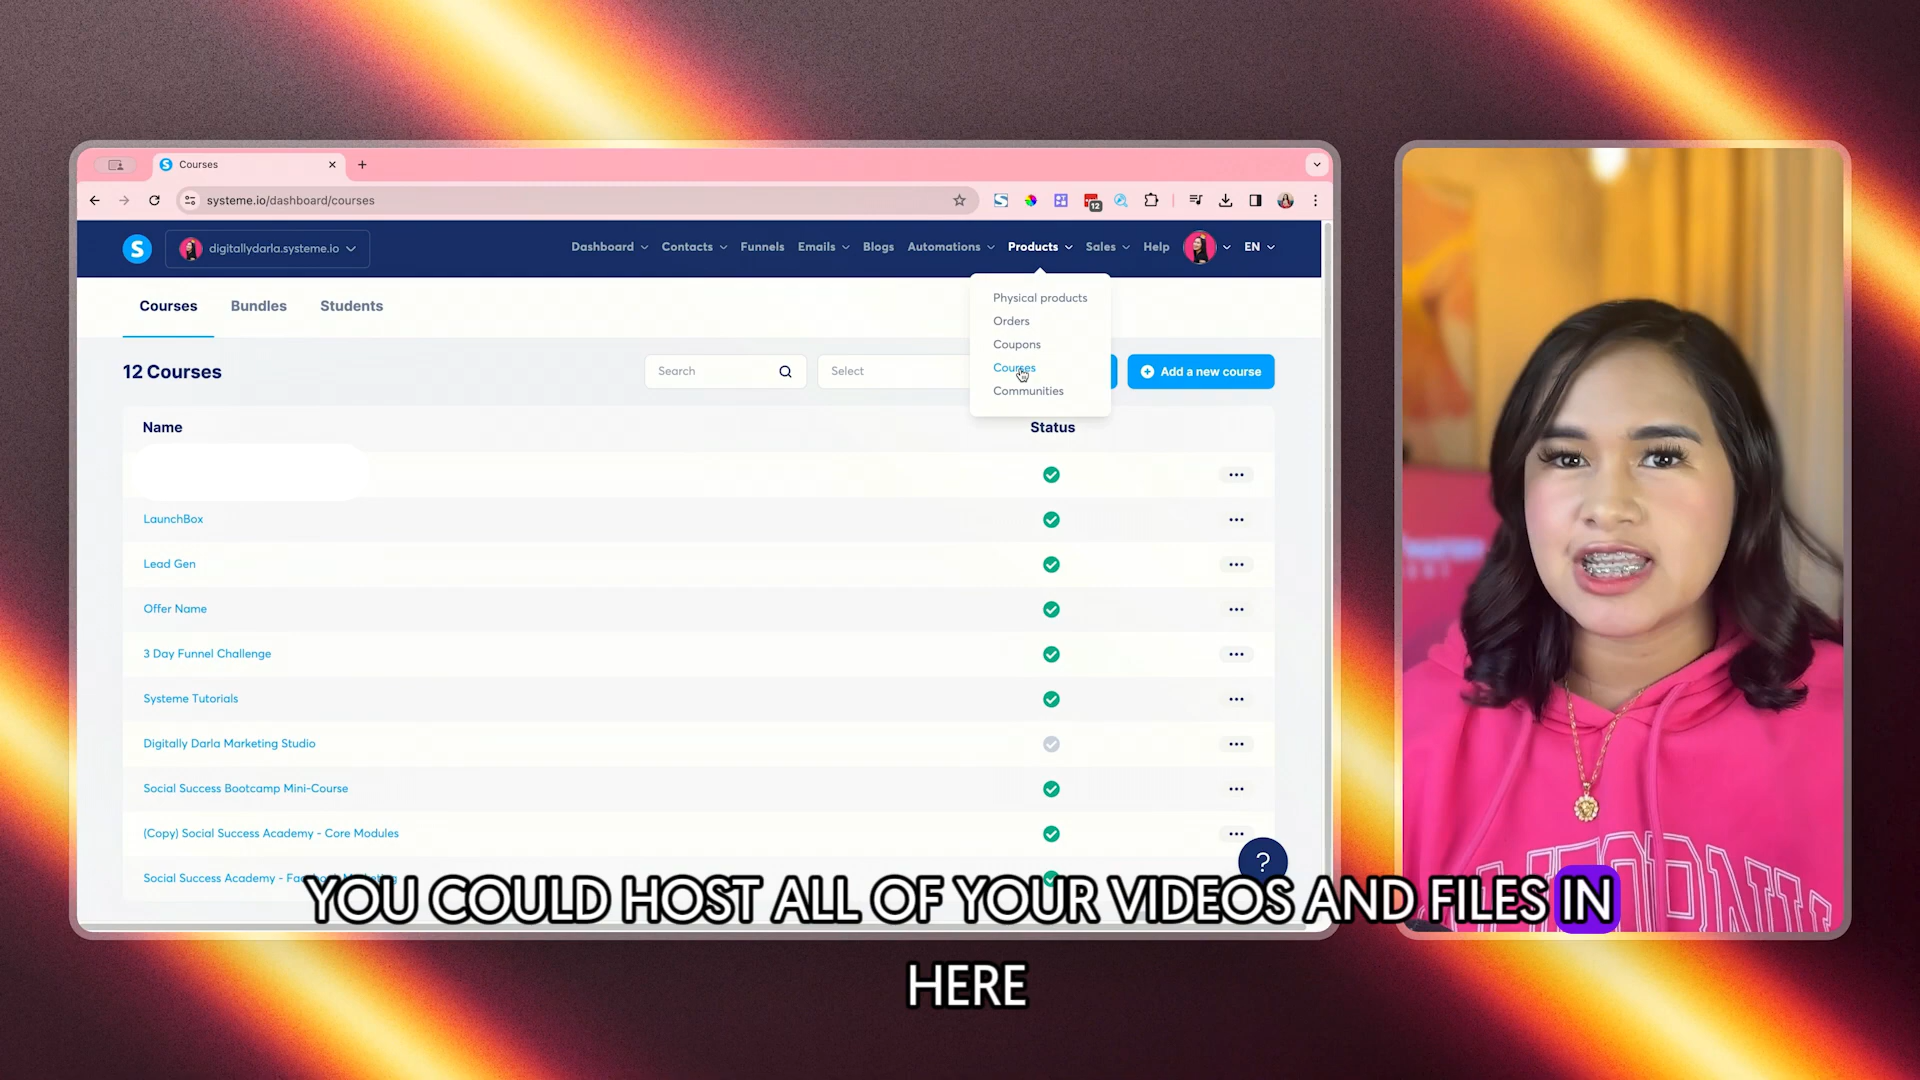 Courses
systeme.io/dashboard/courses
12
S
digitallydarla.systeme.io
Dashboard
Contacts
Funnels
Emails
Blogs
Automations
Products
Sales
Help
EN
Physical products
Orders
Coupons
Courses
Communities
Courses
Bundles
Students
12 Courses
Search
Select
Add a new course
Name
Status
LaunchBox
Lead Gen
Offer Name
3 Day Funnel Challenge
Systeme Tutorials
Digitally Darla Marketing Studio
Social Success Bootcamp Mini-Course
(Copy) Social Success Academy - Core Modules
Social Success Academy - Facebook Marketing
?
YOU COULD HOST ALL OF YOUR VIDEOS AND FILES IN
HERE